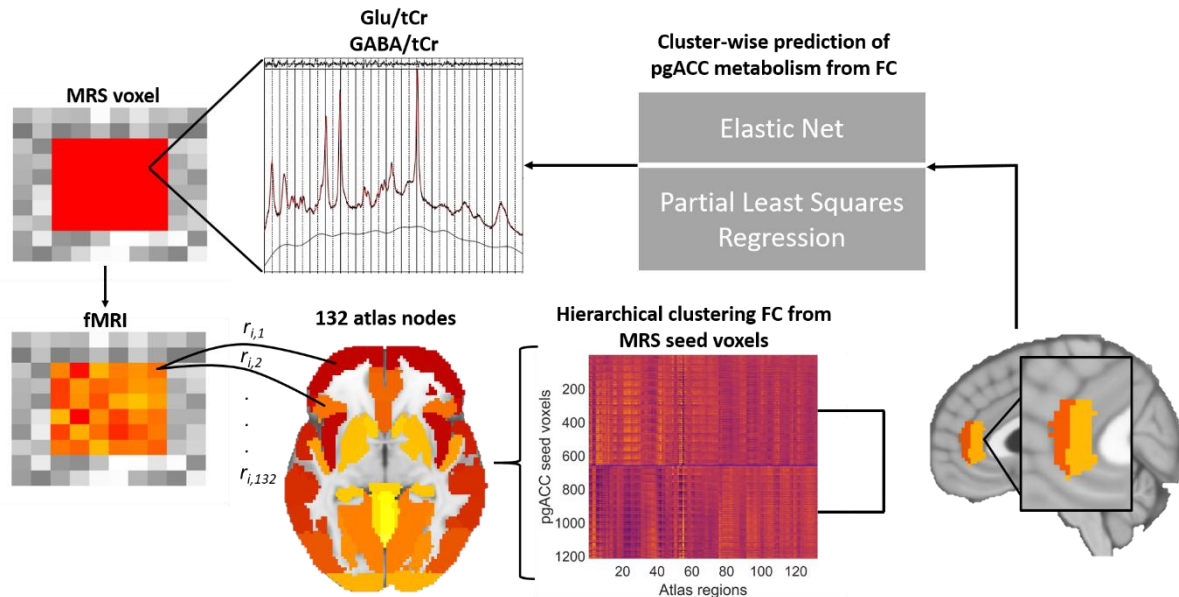 Glu/tCr
GABA/tCr
MRS voxel
Cluster-wise prediction of
pgACC metabolism from FC
Elastic Net
Partial Least Squares
Regression
fMRI
r_{i,1}
r_{i,2}
.
.
.
r_{i,132}
132 atlas nodes
Hierarchical clustering FC from
MRS seed voxels
pgACC seed voxels
200
400
600
800
1000
1200
20 40 60 80 100 120
Atlas regions